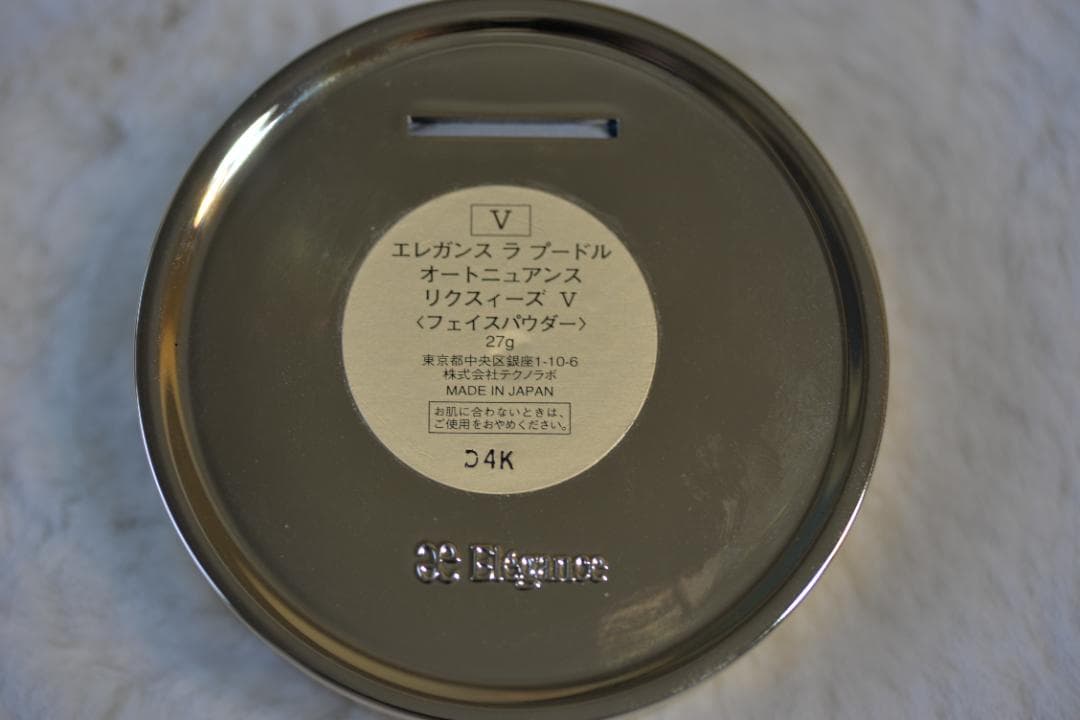 V
エレガンス ラ プードル
オートニュアンス
リクスィーズ V
〈フェイスパウダー〉
27g
東京都中央区銀座1-10-6
株式会社テクノラボ
MADE IN JAPAN
お肌に合わないときは、
ご使用をおやめください。
D4K
Elégance